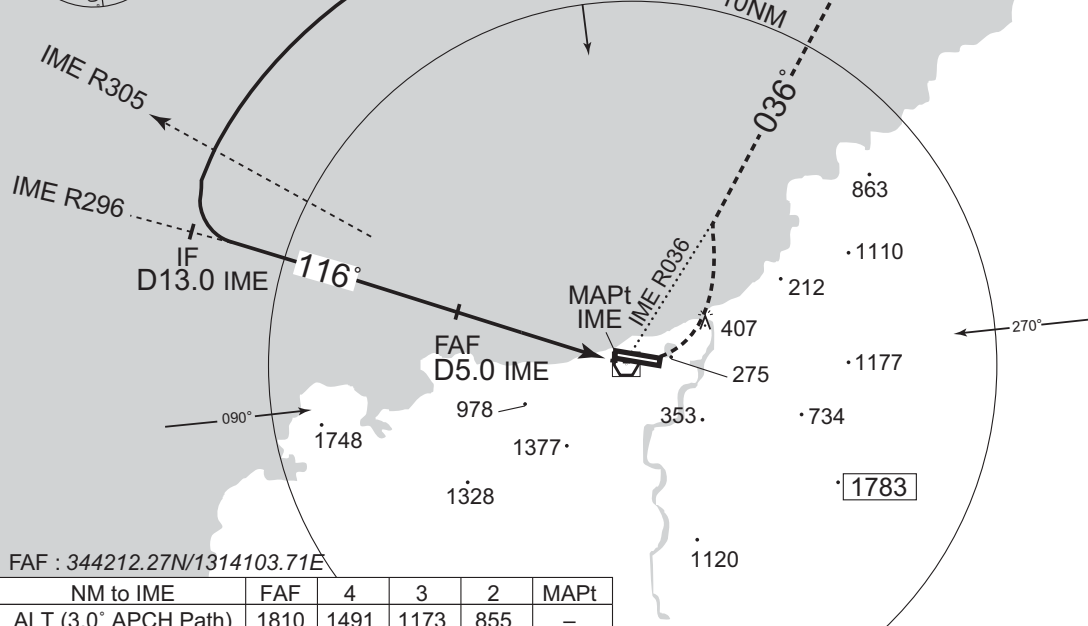 10NM
IME R305
036°
863
IME R296
IME R036
1110
IF
D13.0 IME
116°
212
MAPt
IME
407
270°
FAF
D5.0 IME
275
1177
978
353
734
090°
1748
1377
1783
1328
1120
FAF : 344212.27N/1314103.71E
NM to IME FAF 4 3 2 MAPt
ALT (3.0° APCH Path) 1810 1491 1173 855 –